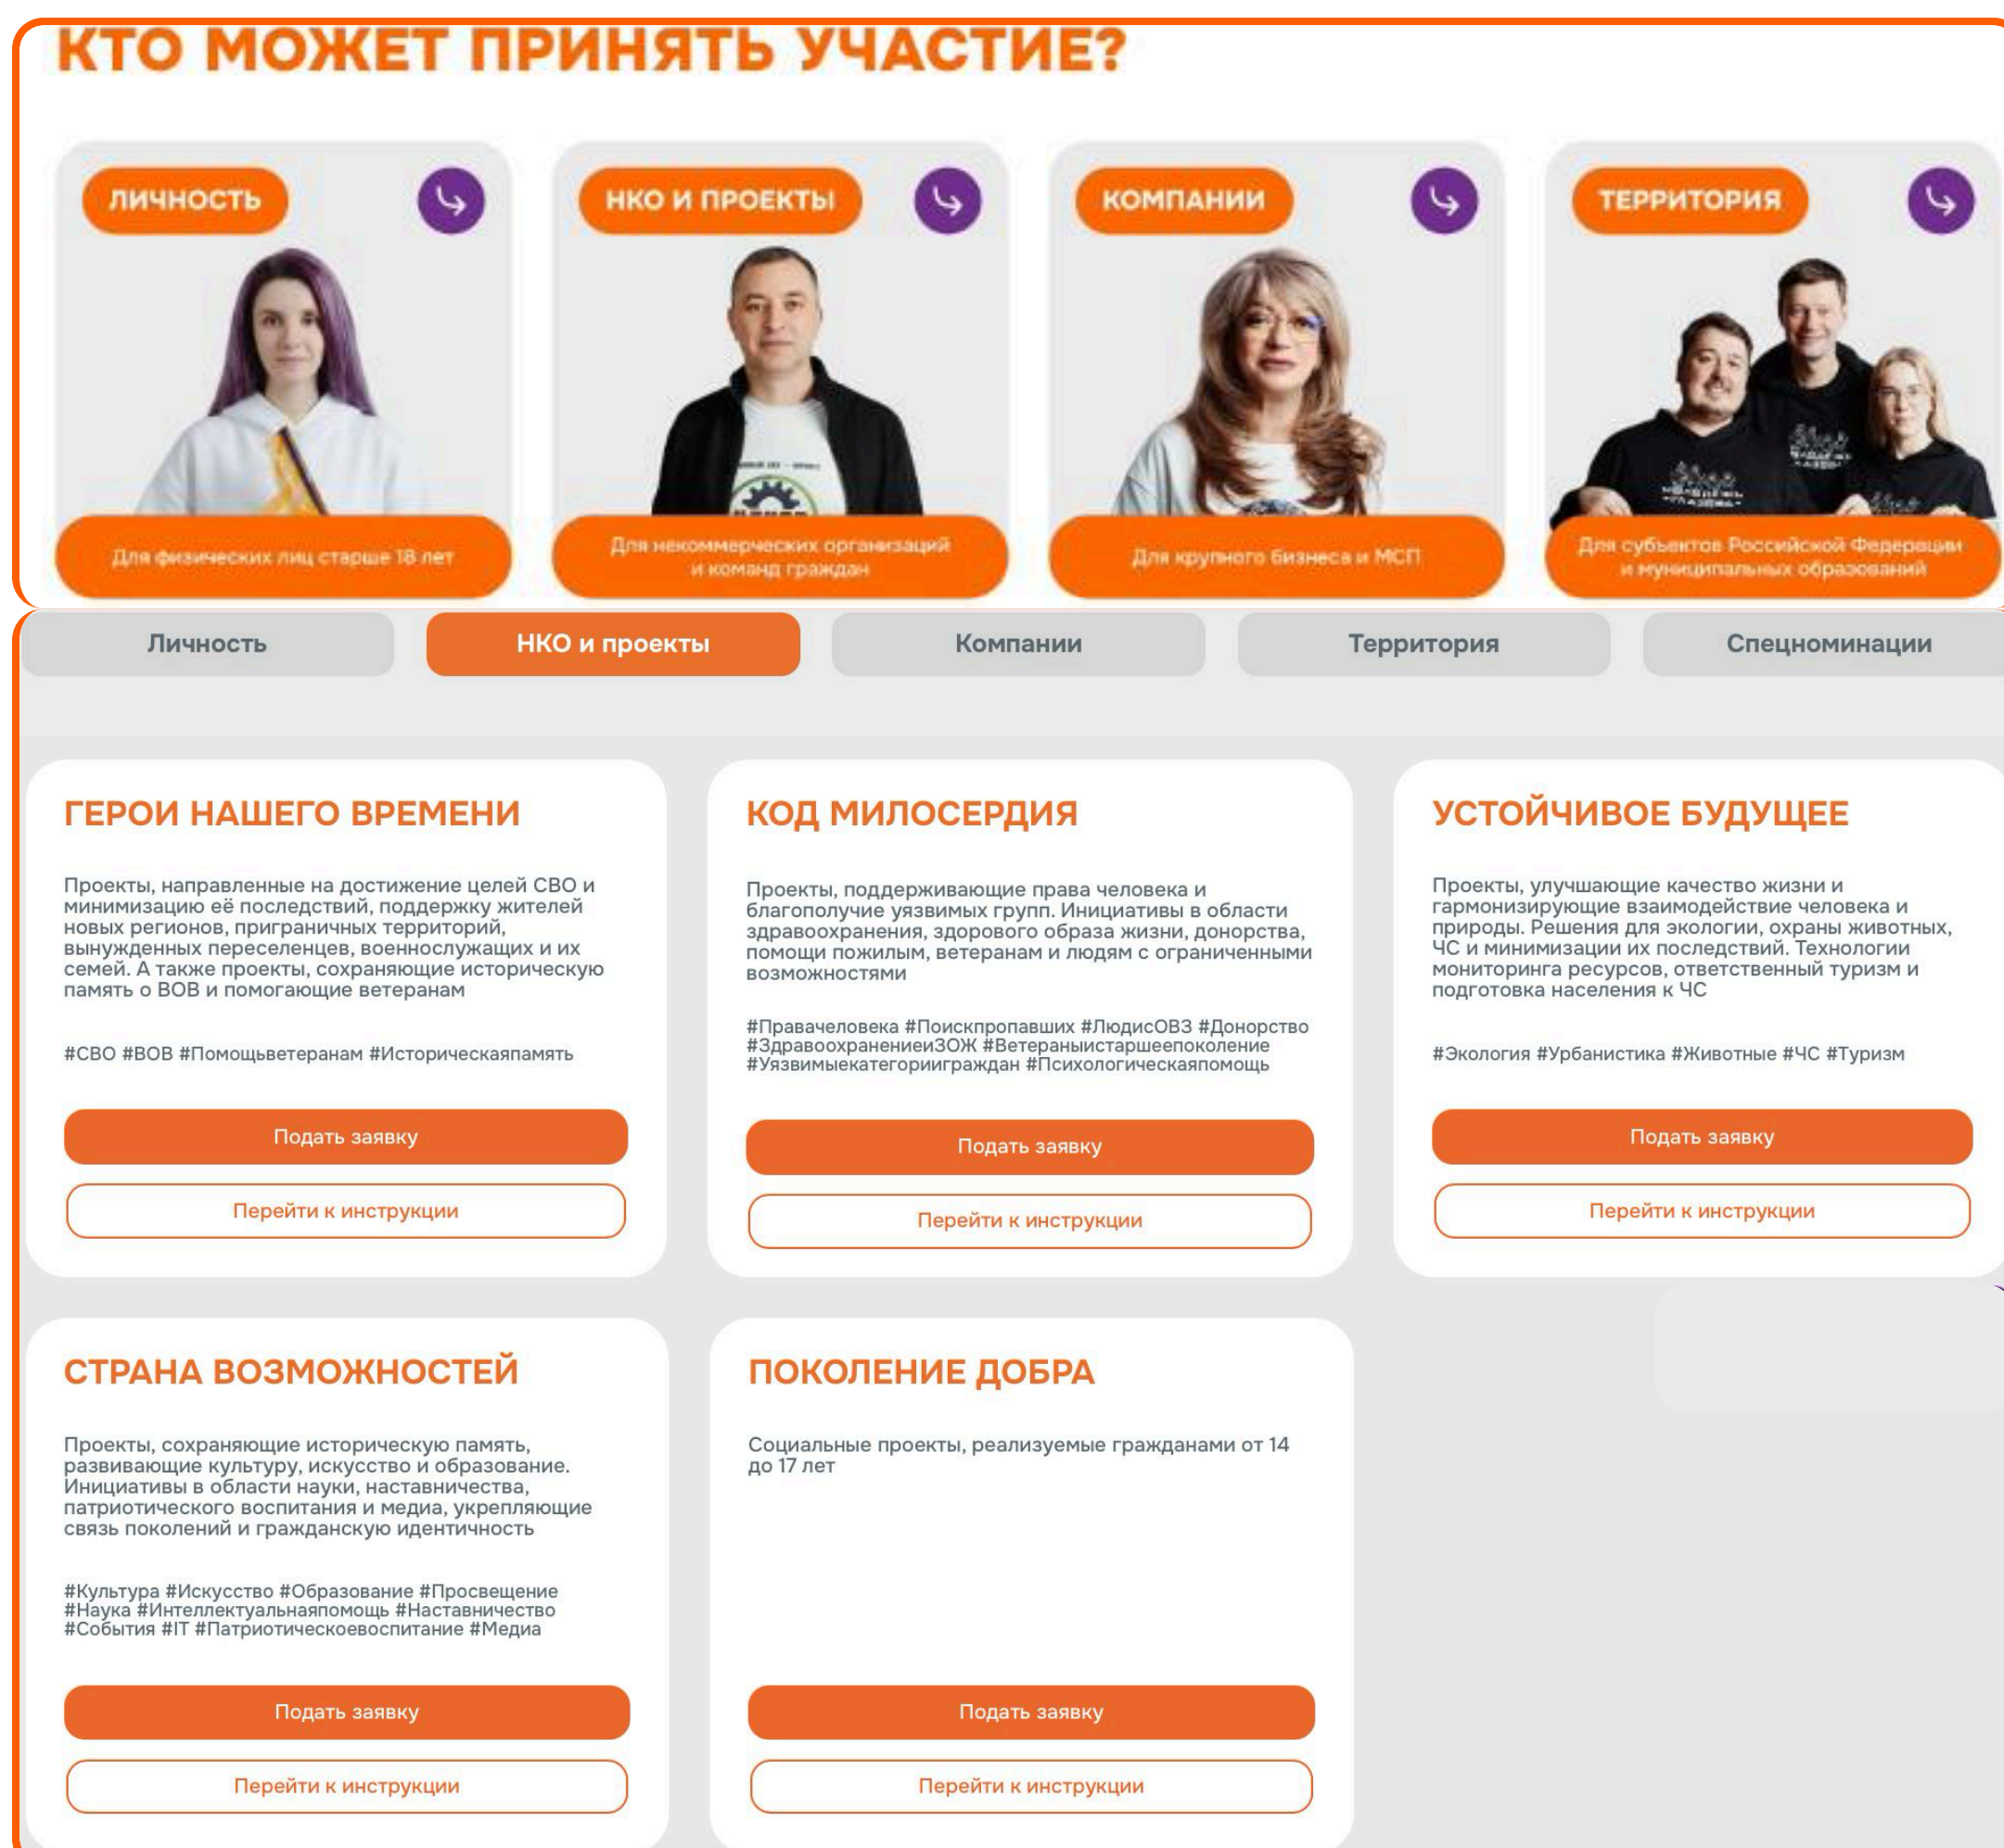 КТО МОЖЕТ ПРИНЯТЬ УЧАСТИЕ?
ЛИЧНОСТЬ
Для физических лиц старше 18 лет
НКО И ПРОЕКТЫ
Для некоммерческих организаций
и команд граждан
КОМПАНИИ
Для крупного бизнеса и МСП
ТЕРРИТОРИЯ
Для субъектов Российской Федерации
и муниципальных образований
Личность
НКО и проекты
Компании
Территория
Спецноминации
ГЕРОИ НАШЕГО ВРЕМЕНИ
Проекты, направленные на достижение целей СВО и
минимизацию её последствий, поддержку жителей
новых регионов, приграничных территорий,
вынужденных переселенцев, военнослужащих и их
семей. А также проекты, сохраняющие историческую
память о ВОВ и помогающие ветеранам
#СВО #ВОВ #Помощьветеранам #Историческаяпамять
Подать заявку
Перейти к инструкции
КОД МИЛОСЕРДИЯ
Проекты, поддерживающие права человека и
благополучие уязвимых групп. Инициативы в области
здравоохранения, здорового образа жизни, донорства,
помощи пожилым, ветеранам и людям с ограниченными
возможностями
#Правачеловека #Поискпропавших #ЛюдисОВЗ #Донорство
#ЗдравоохранениеиЗОЖ #Ветераныистаршеепоколение
#Уязвимыекатегорииграждан #Психологическаяпомощь
Подать заявку
Перейти к инструкции
УСТОЙЧИВОЕ БУДУЩЕЕ
Проекты, улучшающие качество жизни и
гармонизирующие взаимодействие человека и
природы. Решения для экологии, охраны животных,
ЧС и минимизации их последствий. Технологии
мониторинга ресурсов, ответственный туризм и
подготовка населения к ЧС
#Экология #Урбанистика #Животные #ЧС #Туризм
Подать заявку
Перейти к инструкции
СТРАНА ВОЗМОЖНОСТЕЙ
Проекты, сохраняющие историческую память,
развивающие культуру, искусство и образование.
Инициативы в области науки, наставничества,
патриотического воспитания и медиа, укрепляющие
связь поколений и гражданскую идентичность
#Культура #Искусство #Образование #Просвещение
#Наука #Интеллектуальнаяпомощь #Наставничество
#События #IT #Патриотическоевоспитание #Медиа
Подать заявку
Перейти к инструкции
ПОКОЛЕНИЕ ДОБРА
Социальные проекты, реализуемые гражданами от 14
до 17 лет
Подать заявку
Перейти к инструкции